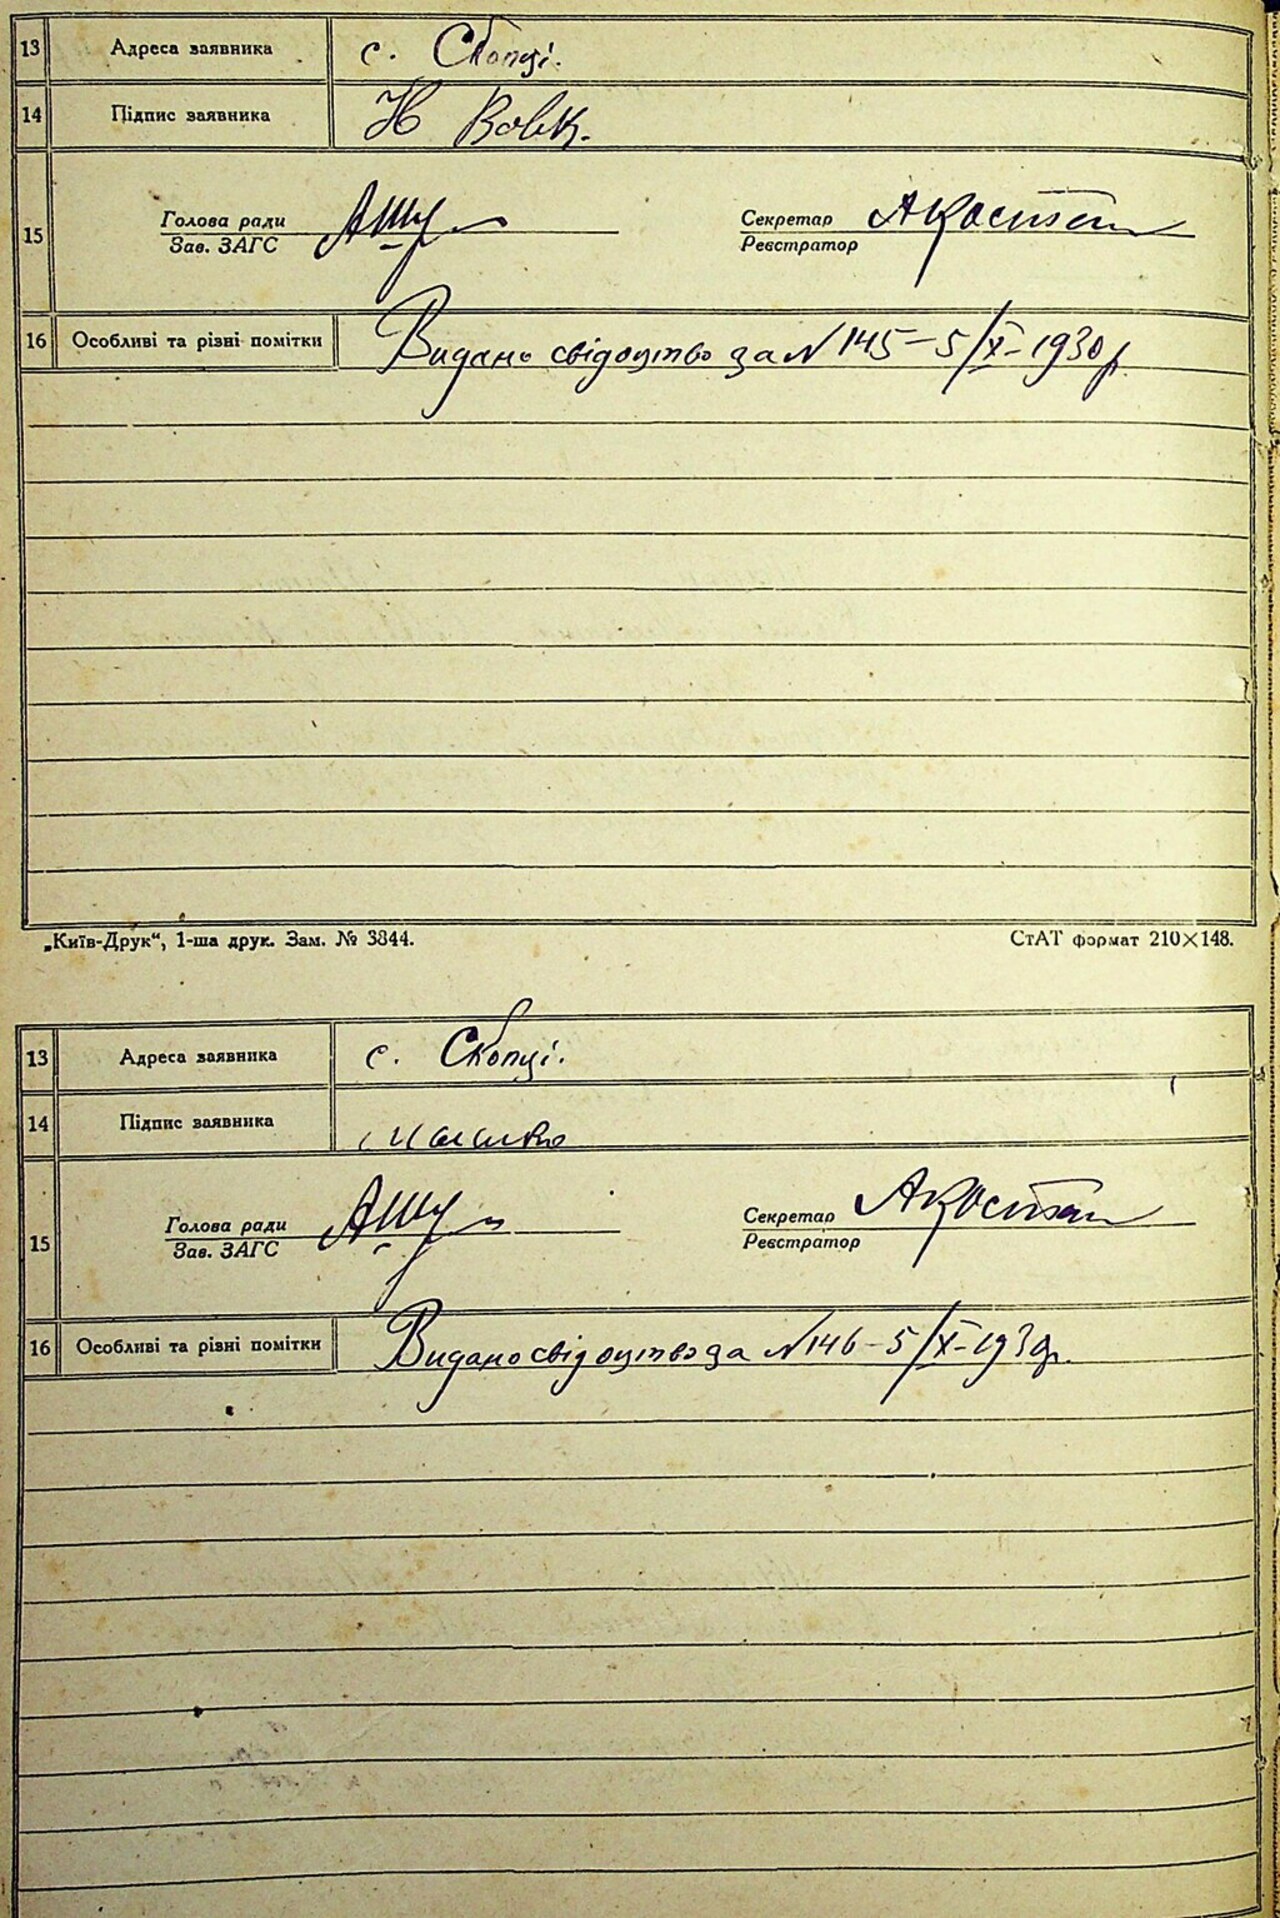 13 Адреса заявника с. Скопці.
14 Підпис заявника Н Вовк.
15 Голова ради Секретар
Зав. ЗАГС Реєстратор
16 Особливі та різні помітки Видано свідоцтво за № 145 – 5/X – 1930 р.
„Київ-Друк“, 1-ша друк. Зам. № 3844. СтАТ формат 210×148.
13 Адреса заявника с. Скопці.
14 Підпис заявника
15 Голова ради Секретар
Зав. ЗАГС Реєстратор
16 Особливі та різні помітки Видано свідоцтво за № 146 – 5/X – 1930р.